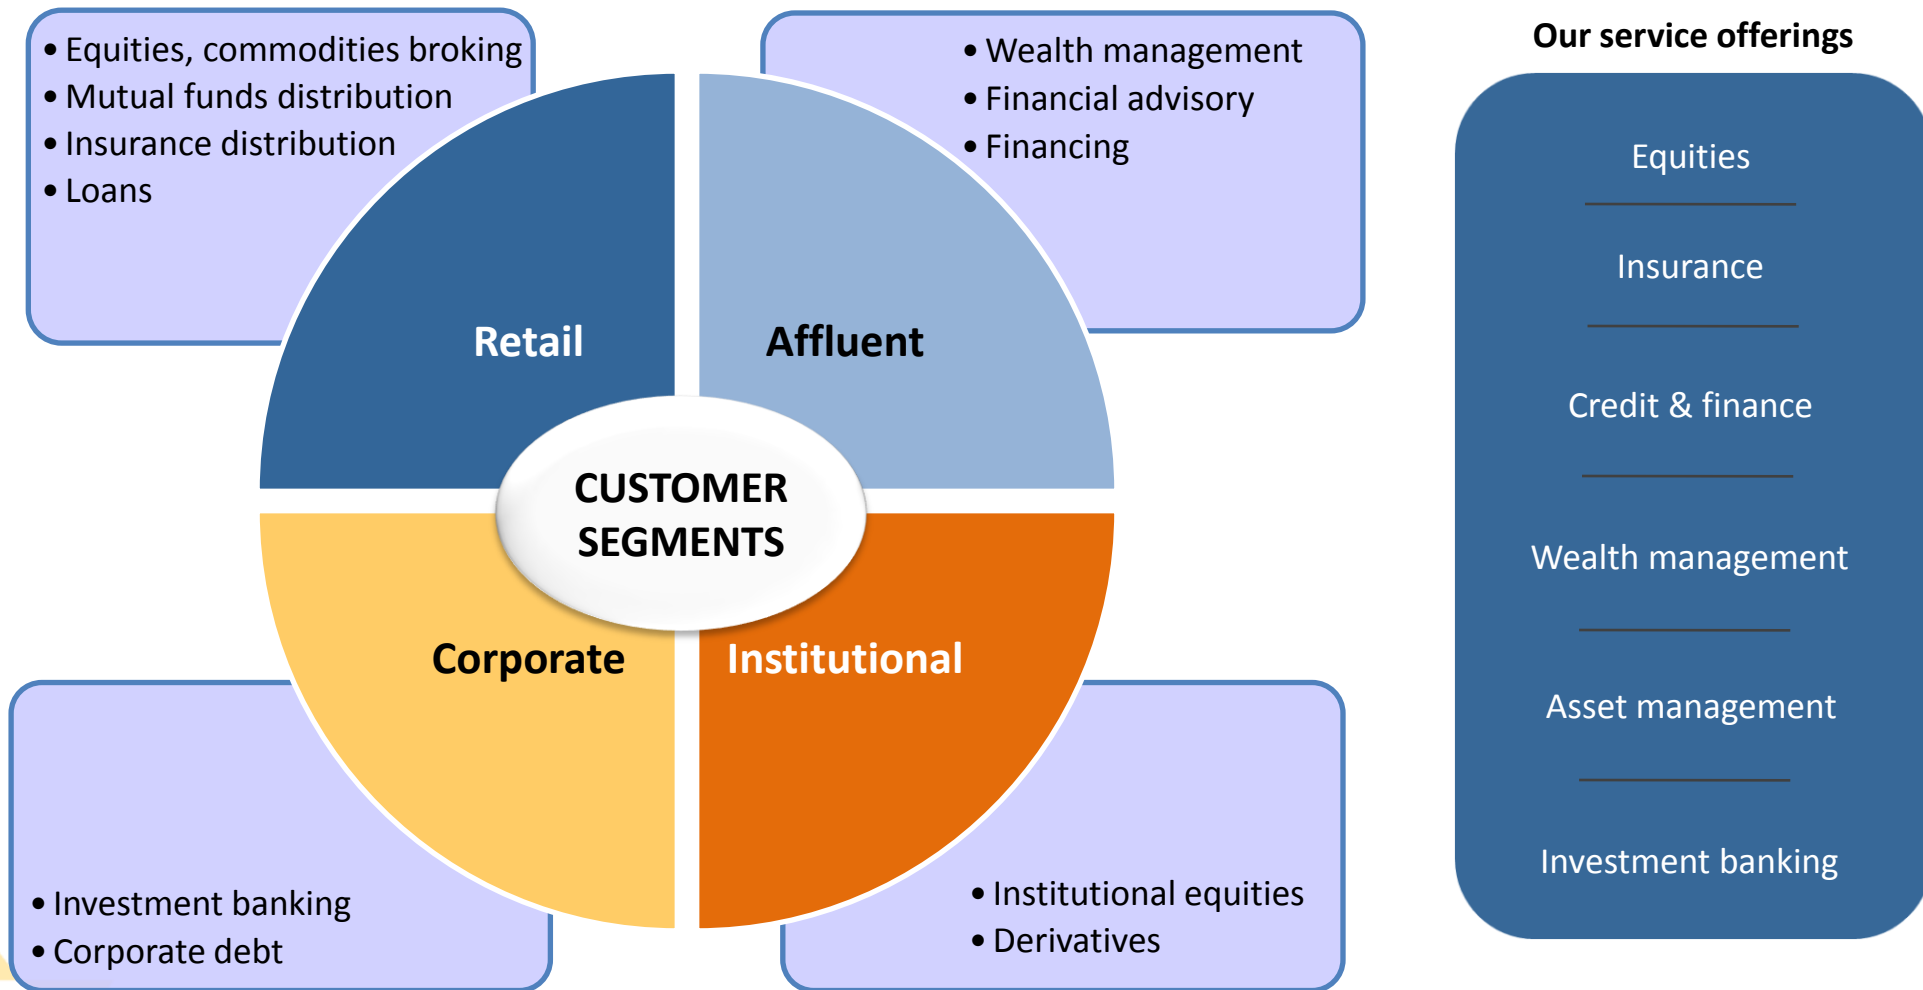 • Equities, commodities broking
• Mutual funds distribution
• Insurance distribution
• Loans
• Wealth management
• Financial advisory
• Financing
Retail
Affluent
CUSTOMER
SEGMENTS
Corporate
Institutional
• Investment banking
• Corporate debt
• Institutional equities
• Derivatives
Our service offerings
Equities
Insurance
Credit & finance
Wealth management
Asset management
Investment banking